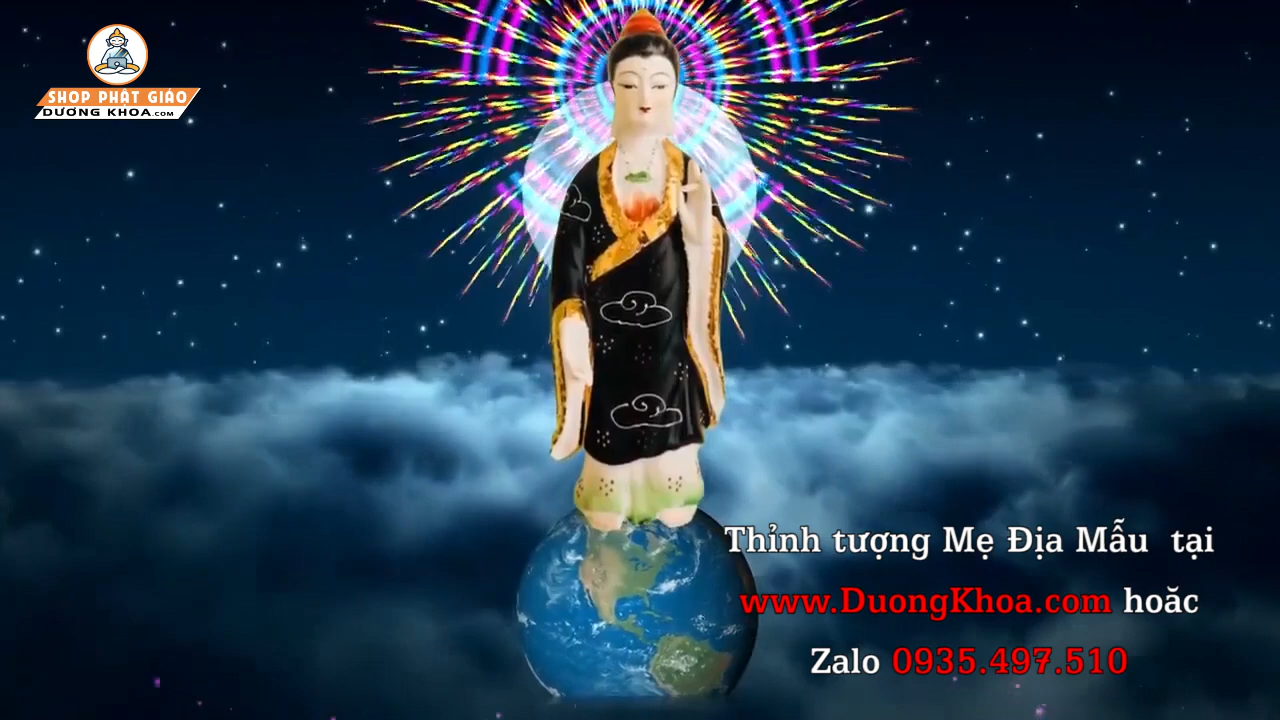 SHOP PHẬT GIÁO
DƯƠNG KHOA.com
Thỉnh tượng Mẹ Địa Mẫu tại
www.DuongKhoa.com hoặc
Zalo 0935.497.510